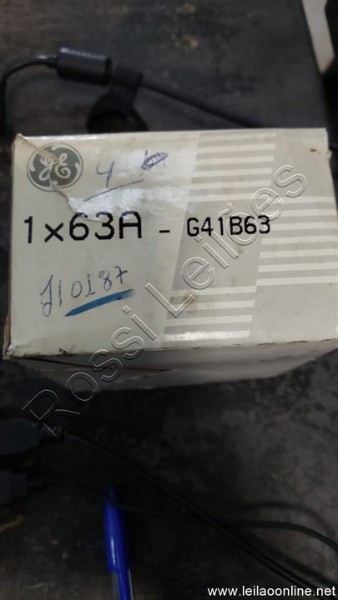 GE
4
1x63A - G41B63
J10187
Rossi Leilões
www.leilaoonline.net